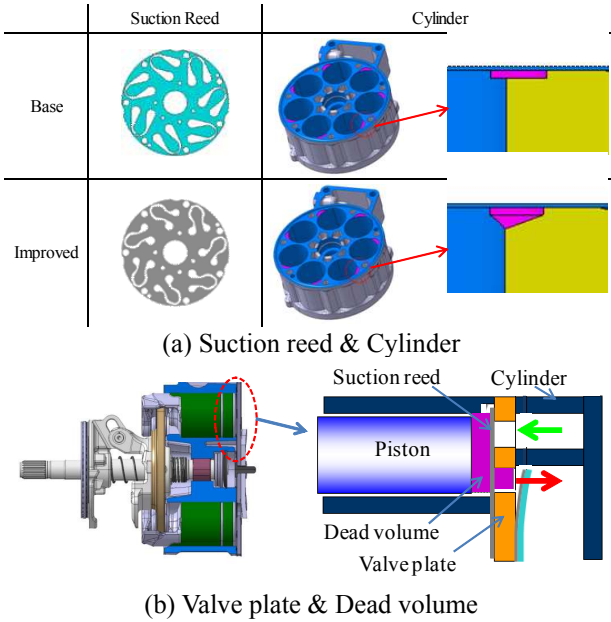 Suction Reed Cylinder
Base
Improved
(a) Suction reed & Cylinder
Suction reed Cylinder
Piston
Dead volume
Valve plate
(b) Valve plate & Dead volume